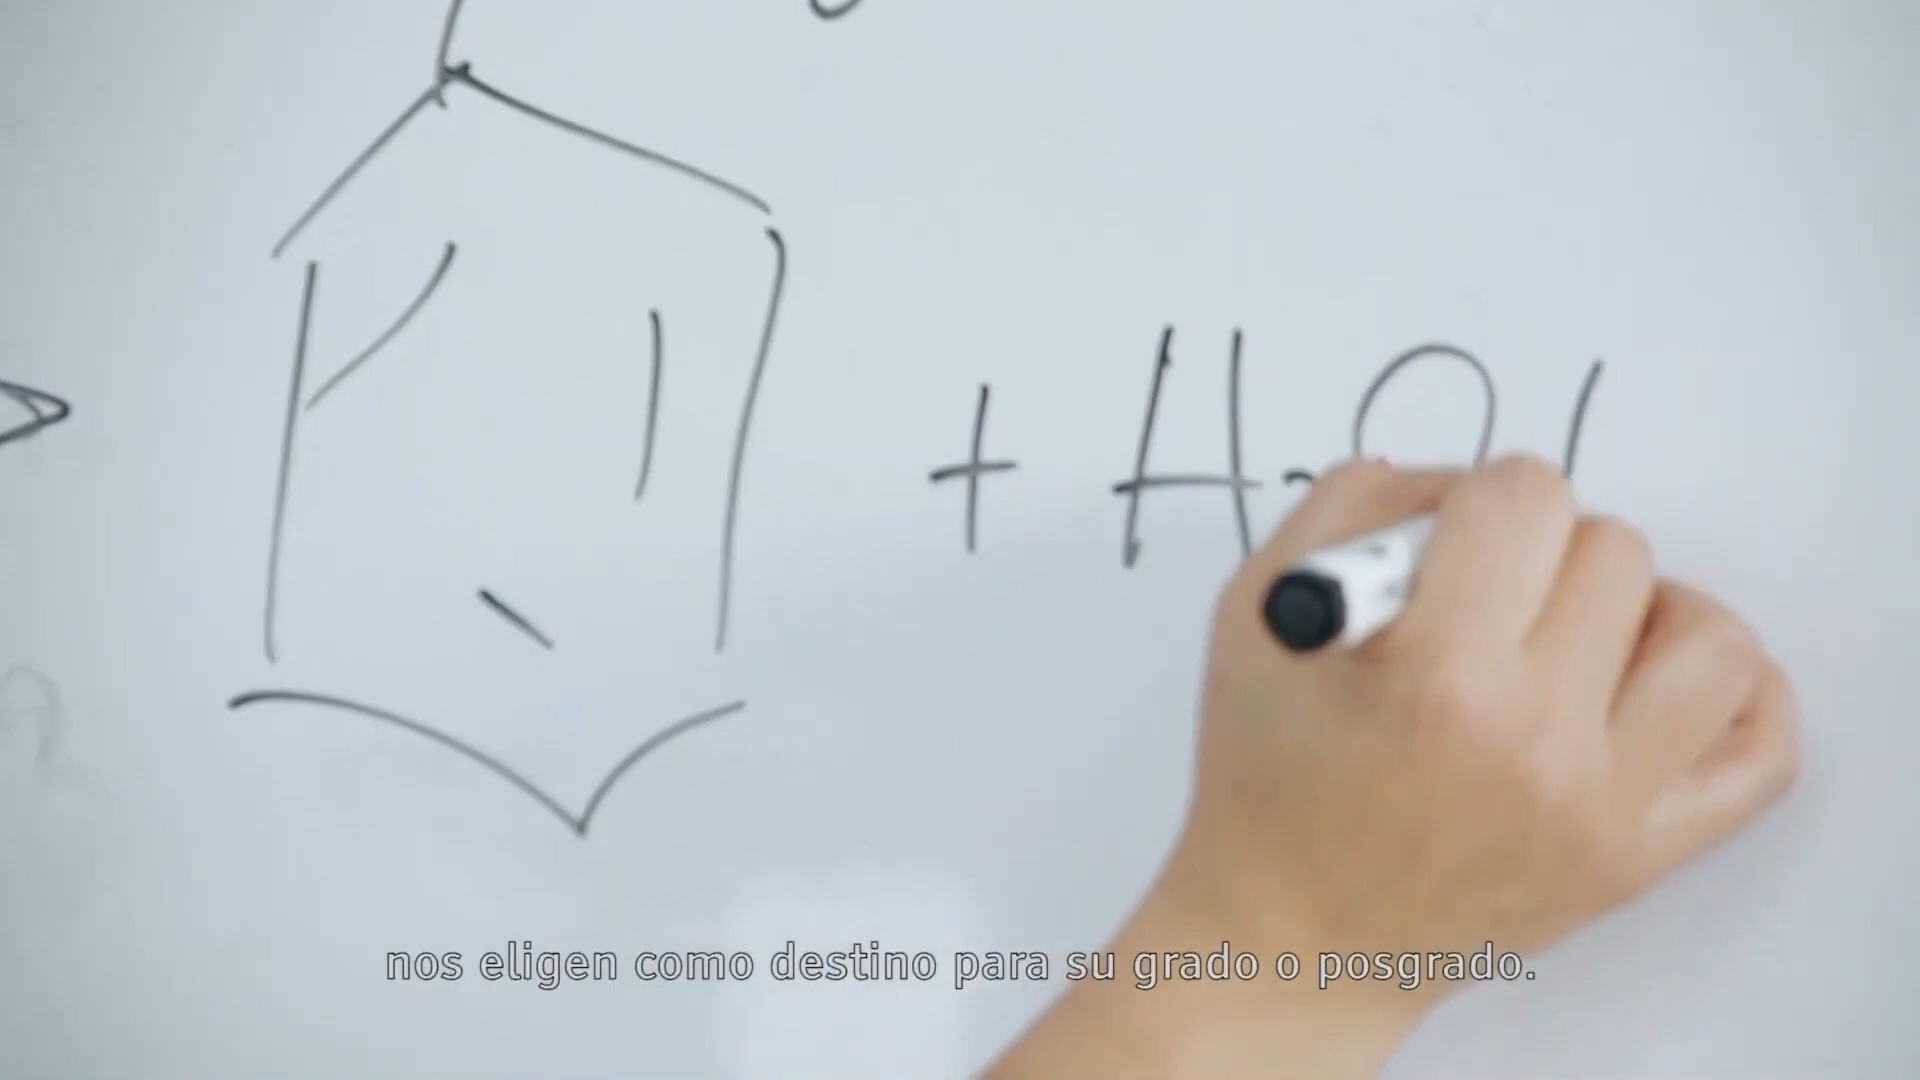 + H
nos eligen como destino para su grado o posgrado.